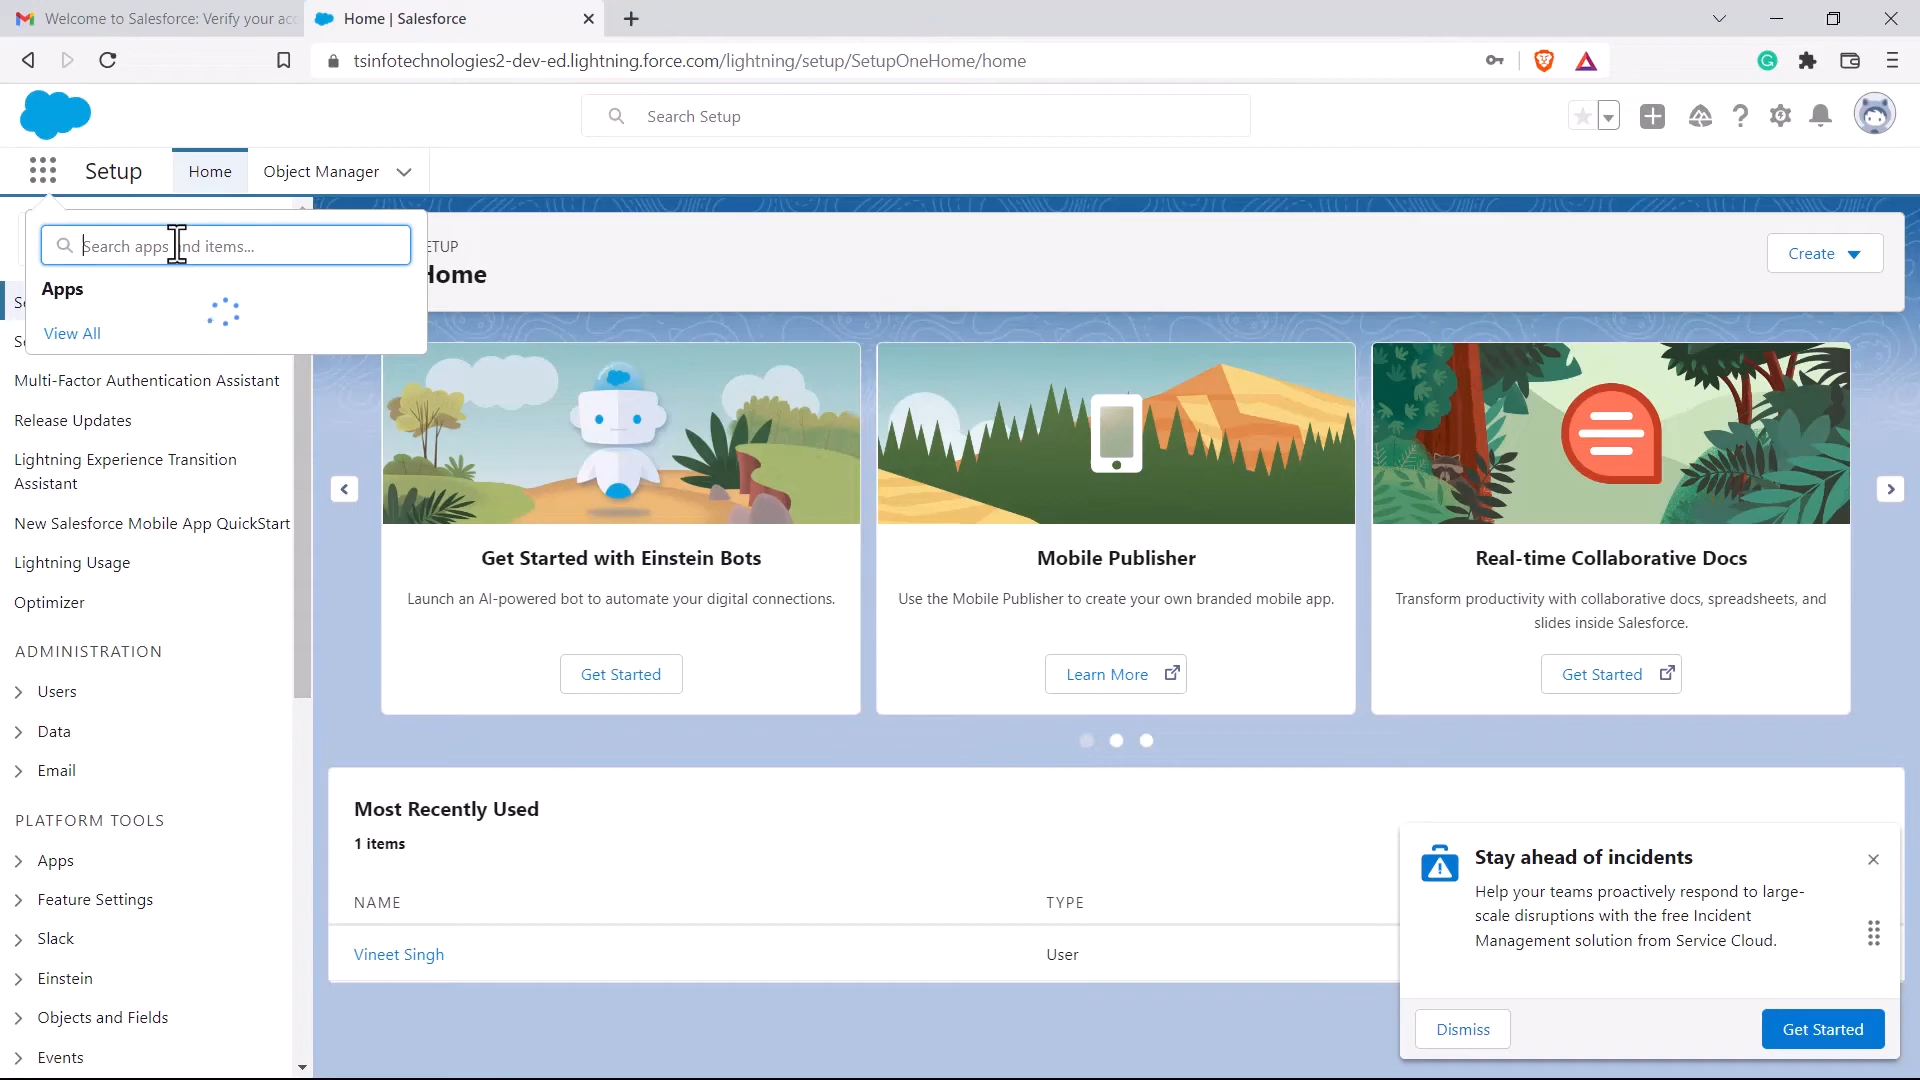 Welcome to Salesforce: Verify your acc
Home | Salesforce
tsinfotechnologies2-dev-ed.lightning.force.com/lightning/setup/SetupOneHome/home
Search Setup
Setup
Home
Object Manager
Search apps and items...
Apps
View All
ETUP
Home
Create
Multi-Factor Authentication Assistant
Release Updates
Lightning Experience Transition
Assistant
New Salesforce Mobile App QuickStart
Lightning Usage
Optimizer
ADMINISTRATION
Users
Data
Email
PLATFORM TOOLS
Apps
Feature Settings
Slack
Einstein
Objects and Fields
Events
Get Started with Einstein Bots
Launch an AI-powered bot to automate your digital connections.
Get Started
Mobile Publisher
Use the Mobile Publisher to create your own branded mobile app.
Learn More
Real-time Collaborative Docs
Transform productivity with collaborative docs, spreadsheets, and
slides inside Salesforce.
Get Started
Most Recently Used
1 items
NAME
TYPE
Vineet Singh
User
Stay ahead of incidents
Help your teams proactively respond to large-
scale disruptions with the free Incident
Management solution from Service Cloud.
Dismiss
Get Started